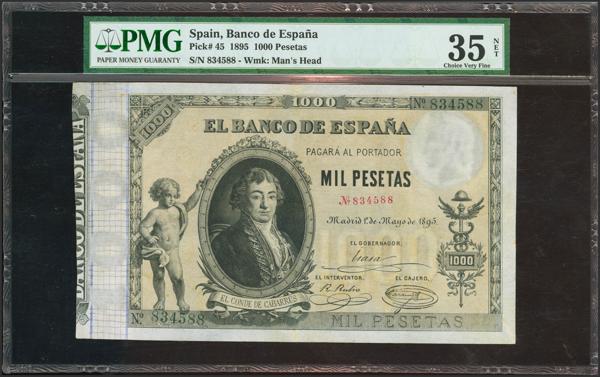 PMG
PAPER MONEY GUARANTY
Spain, Banco de España
Pick# 45 1895 1000 Pesetas
S/N 834588 - Wmk: Man's Head
35 NET
Choice Very Fine
1000
Nº 834588
1000
BANCO DE ESPAÑA
EL BANCO DE ESPAÑA
PAGARÁ AL PORTADOR
MIL PESETAS
Nº 834588
Madrid 1º de Mayo de 1895.
EL GOBERNADOR.
EL INTERVENTOR.
EL CAJERO.
R. Rubio
1000
EL CONDE DE CABARRUS
Nº 834588
MIL PESETAS